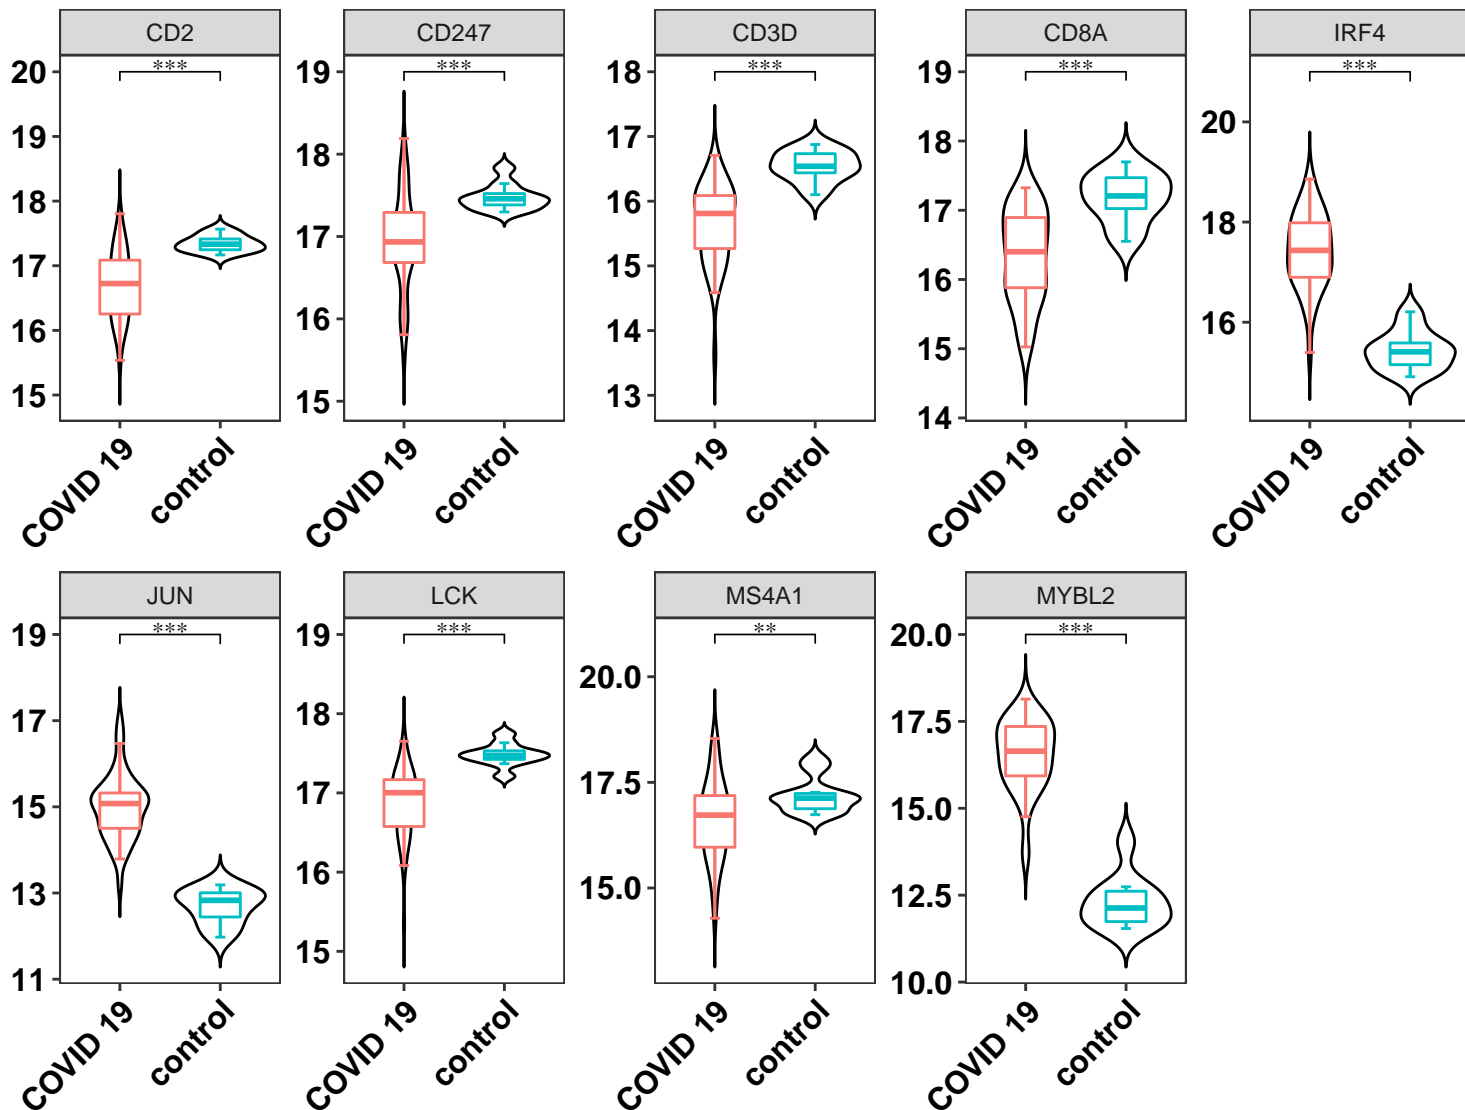 CD2 CD247 CD3D CD8A IRF4
*** *** *** *** ***
20 19 18 17 16 15
19 18 17 16 15
18 17 16 15 14 13
19 18 17 16 15 14
20 18 16
COVID 19 control COVID 19 control COVID 19 control COVID 19 control COVID 19 control
JUN LCK MS4A1 MYBL2
*** *** ** ***
19 17 15 13 11
19 18 17 16 15
20.0 17.5 15.0
20.0 17.5 15.0 12.5 10.0
COVID 19 control COVID 19 control COVID 19 control COVID 19 control